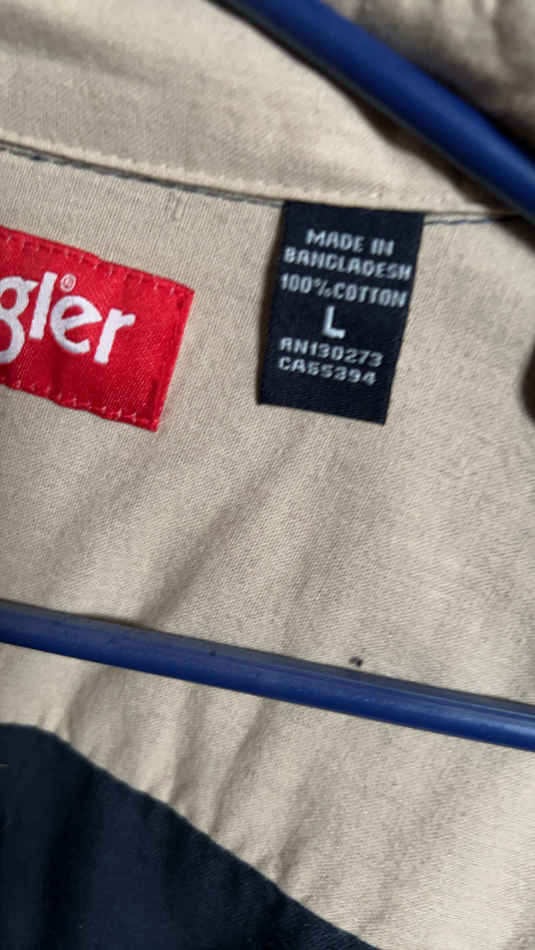 gler®
MADE IN
BANGLADESH
100% COTTON
L
RN130273
CA55394